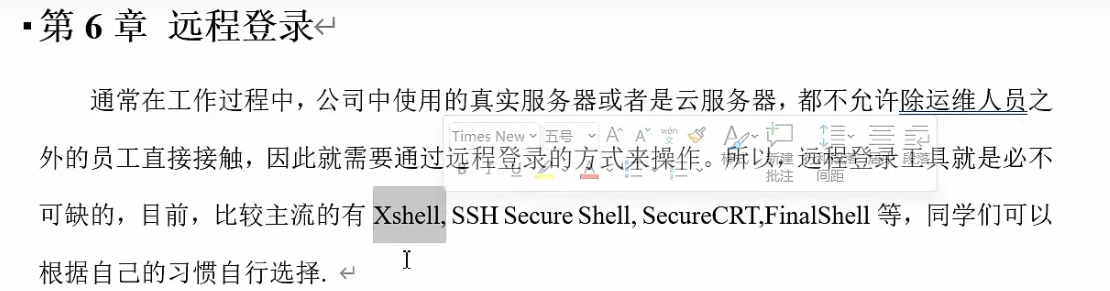 第 6 章 远程登录
通常在工作过程中，公司中使用的真实服务器或者是云服务器，都不允许除运维人员之
Times New 五号 A A wén 文 A
外的员工直接接触，因此就需要通过远程登录的方式来操作。所以，远程登录工具就是必不
B I U A 新建 批注 间距 段落
可缺的，目前，比较主流的有 Xshell, SSH Secure Shell, SecureCRT,FinalShell 等，同学们可以
根据自己的习惯自行选择.